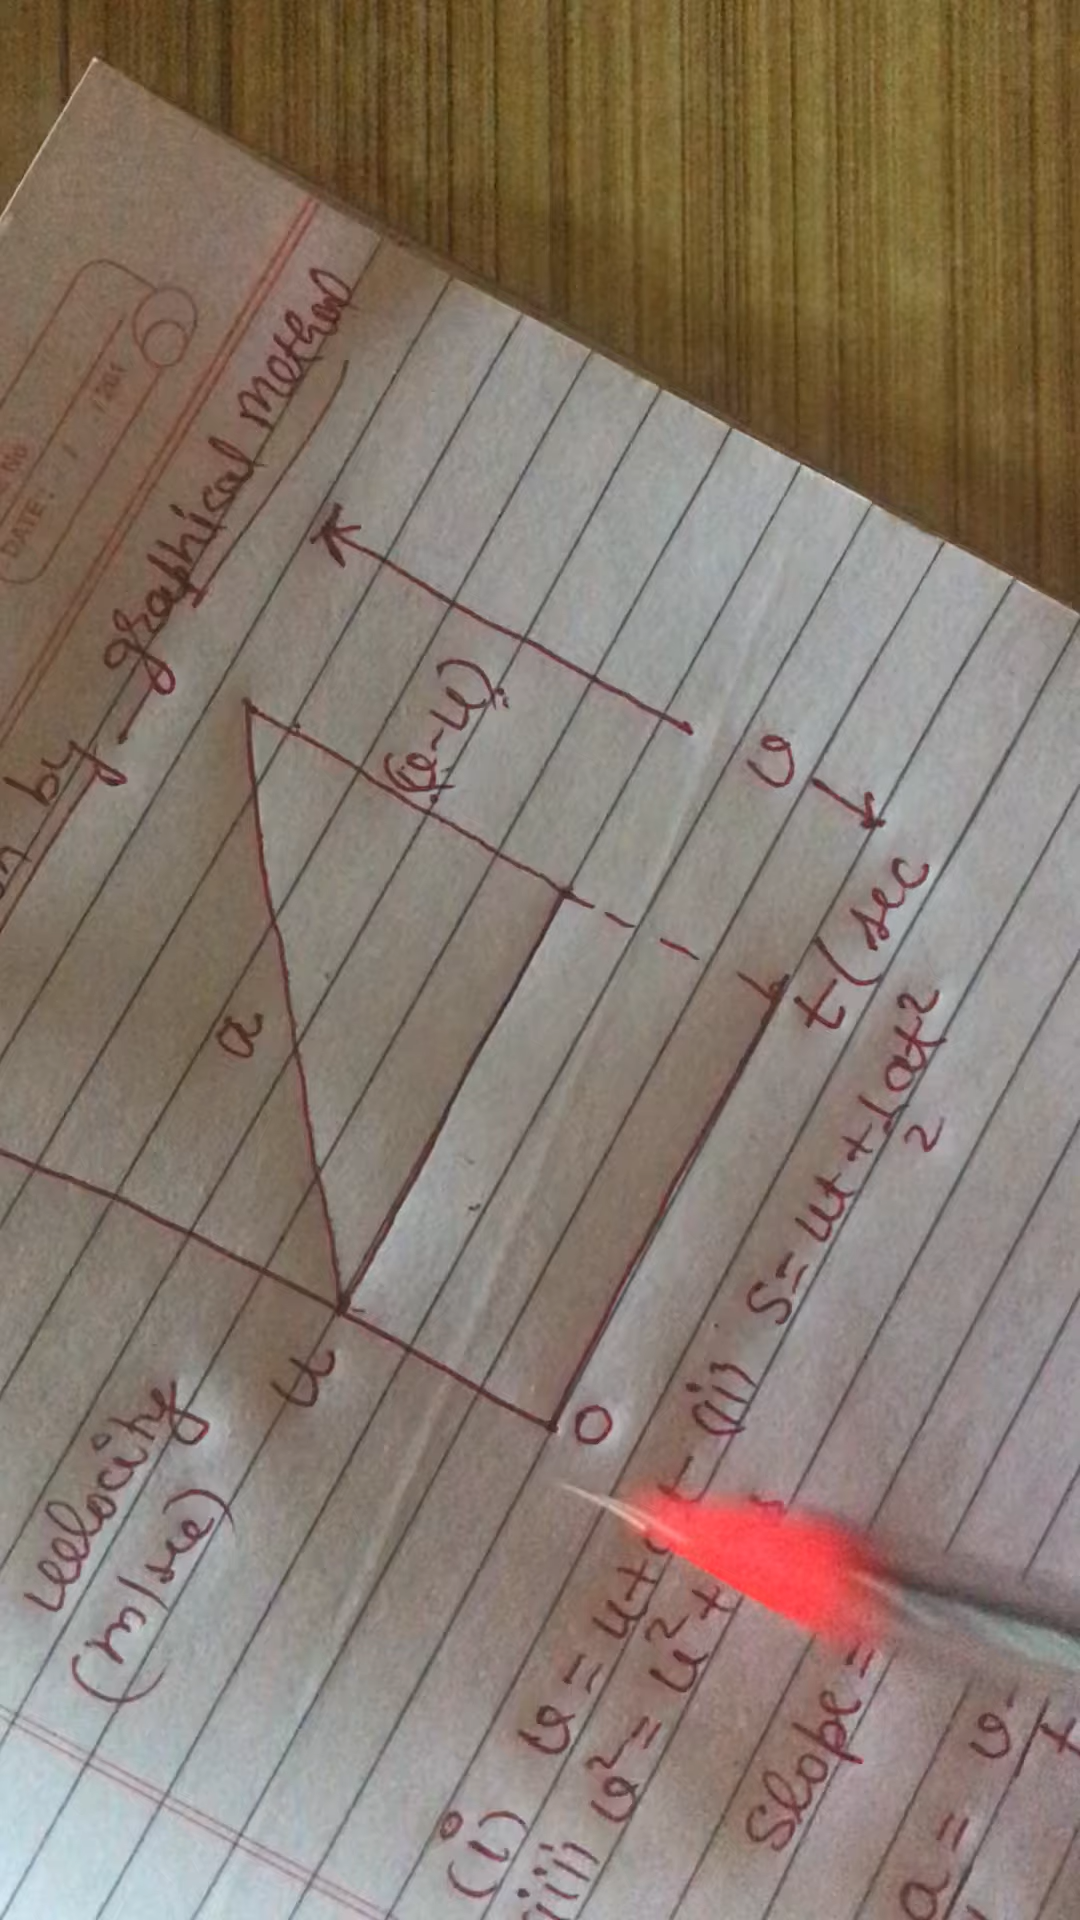 DATE:
by graphical method
velocity
(m/sec)
a
(v-u)
u
v
O
t (sec
(i) v = u+ (ii) S = ut + 1/2 at²
(iii) v² = u² +
Slope =
a = v-
t